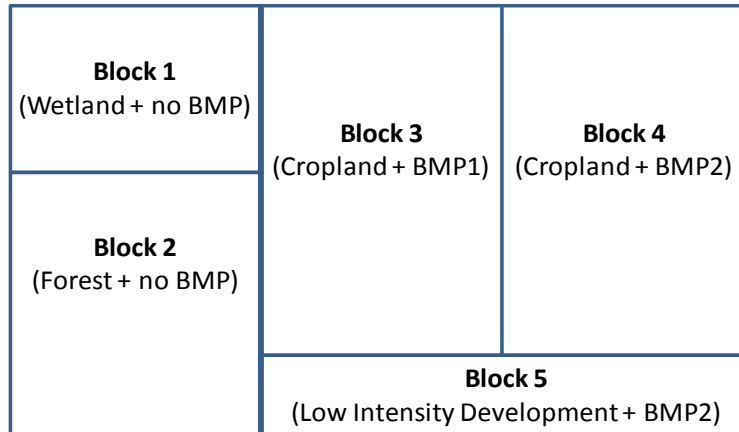 Block 1
(Wetland + no BMP)
Block 2
(Forest + no BMP)
Block 3
(Cropland + BMP1)
Block 4
(Cropland + BMP2)
Block 5
(Low Intensity Development + BMP2)